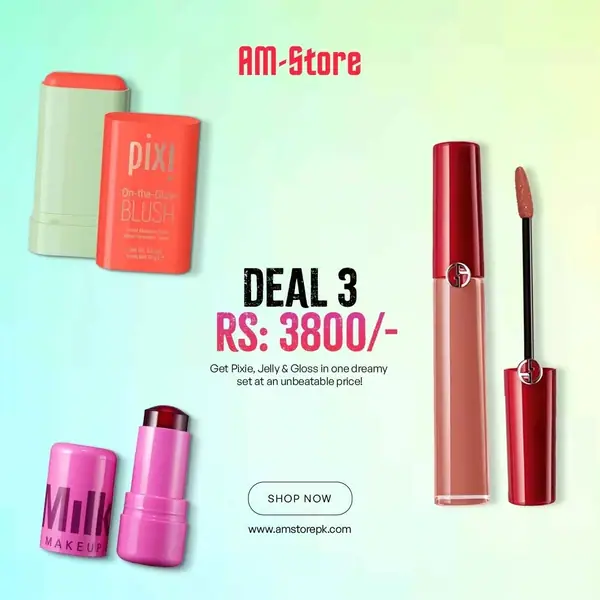 AM-Store
pixi
On-the-Glow
BLUSH
DEAL 3
RS: 3800/-
Get Pixie, Jelly & Gloss in one dreamy
set at an unbeatable price!
Milk
MAKEUP
SHOP NOW
www.amstorepk.com